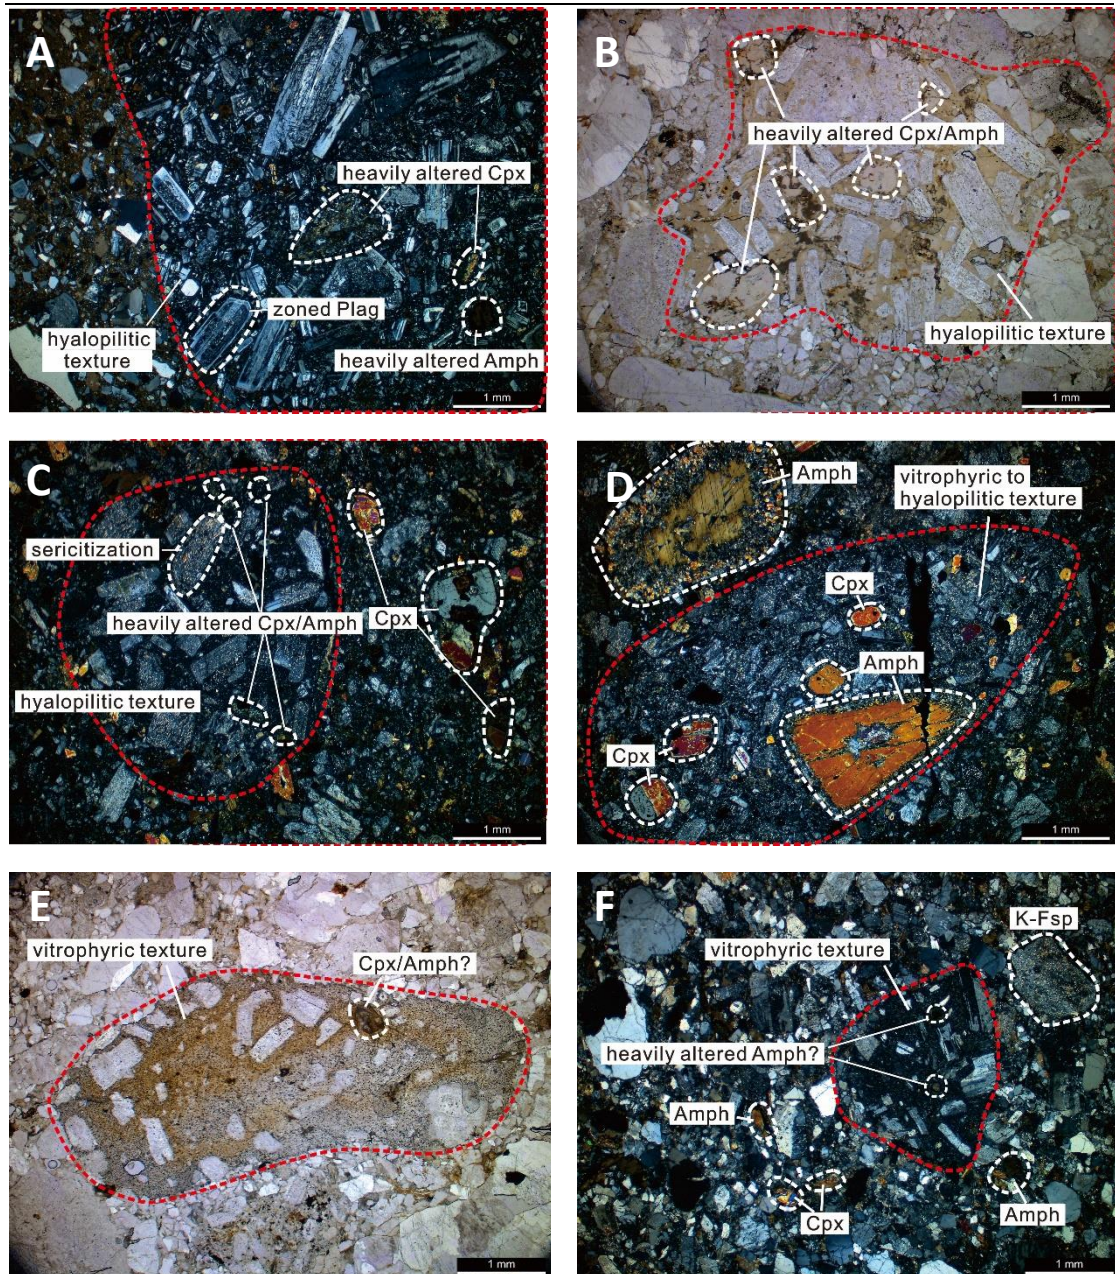 A
heavily altered Cpx
zoned Plag
hyalopilitic
texture
heavily altered Amph
1 mm
B
heavily altered Cpx/Amph
hyalopilitic texture
1 mm
C
sericitization
Cpx
heavily altered Cpx/Amph
hyalopilitic texture
1 mm
D
Amph
vitrophyric to
hyalopilitic texture
Cpx
Amph
Cpx
1 mm
E
vitrophyric texture
Cpx/Amph?
1 mm
F
K-Fsp
vitrophyric texture
heavily altered Amph?
Amph
Cpx
Amph
1 mm